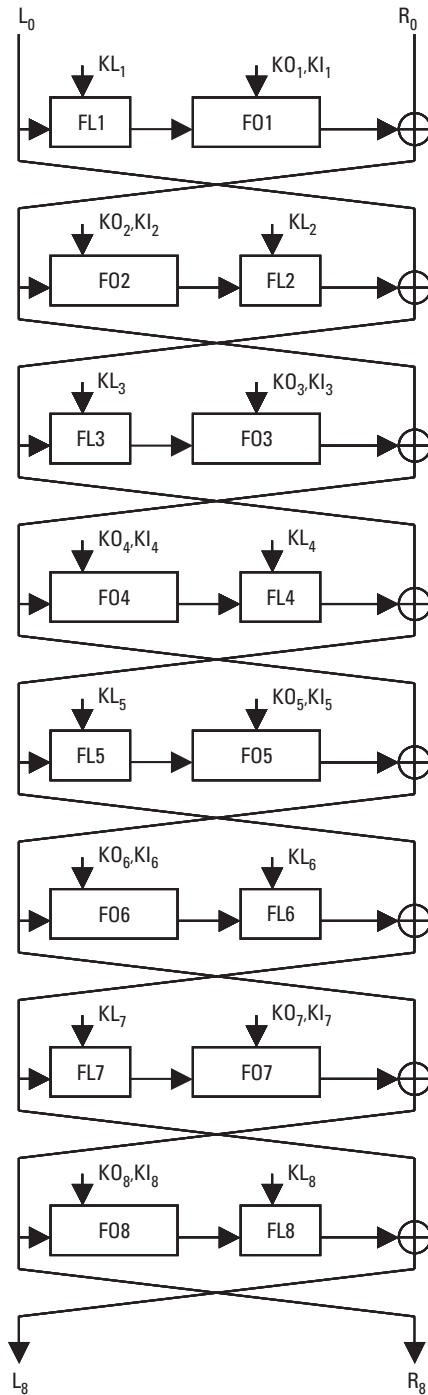 L₀ R₀
KL₁ KO₁,KI₁
FL1 FO1
KO₂,KI₂ KL₂
FO2 FL2
KL₃ KO₃,KI₃
FL3 FO3
KO₄,KI₄ KL₄
FO4 FL4
KL₅ KO₅,KI₅
FL5 FO5
KO₆,KI₆ KL₆
FO6 FL6
KL₇ KO₇,KI₇
FL7 FO7
KO₈,KI₈ KL₈
FO8 FL8
L₈ R₈